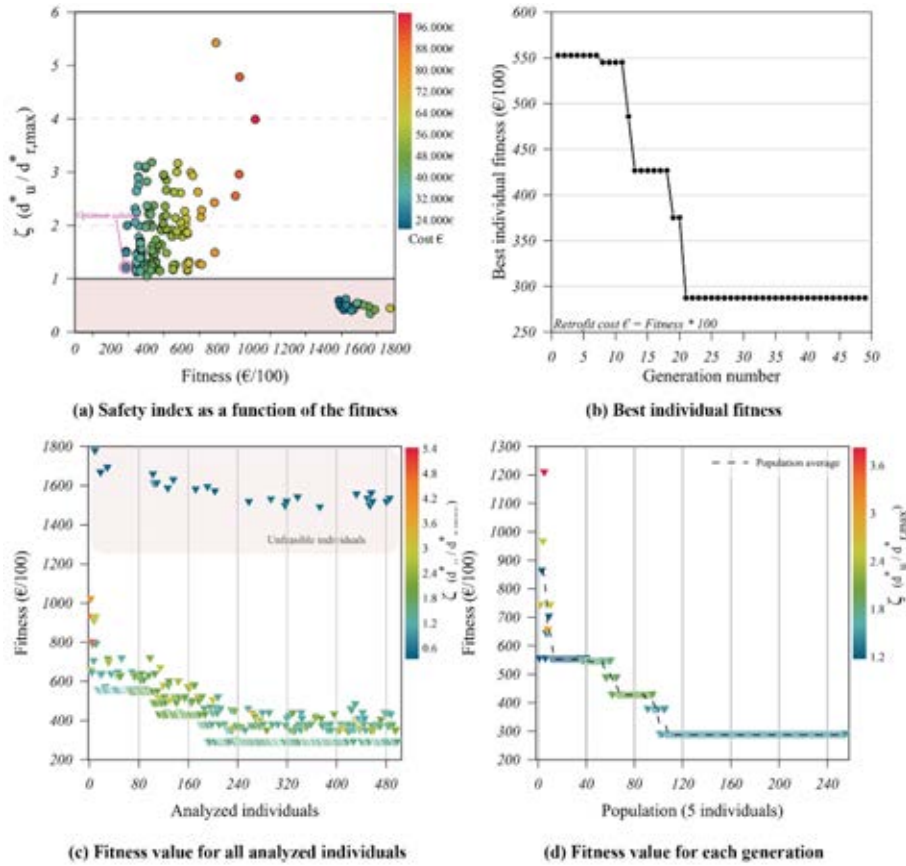 6
5
4
3
2
1
0
ζ (d*u / d*r,max)
0 200 400 600 800 1000 1200 1400 1600 1800
Fitness (€/100)
96.000€
88.000€
80.000€
72.000€
64.000€
56.000€
48.000€
40.000€
32.000€
24.000€
Cost €
Optimum
(a) Safety index as a function of the fitness
600
550
500
450
400
350
300
250
Best individual fitness (€/100)
Retrofit cost € = Fitness * 100
0 5 10 15 20 25 30 35 40 45 50
Generation number
(b) Best individual fitness
1800
1600
1400
1200
1000
800
600
400
200
Fitness (€/100)
Unfeasible individuals
0 80 160 240 320 400 480
Analyzed individuals
5.4
4.8
4.2
3.6
3
2.4
1.8
1.2
0.6
ζ (d*
(c) Fitness value for all analyzed individuals
1300
1200
1100
1000
900
800
700
600
500
400
300
200
Fitness (€/100)
Population average
0 40 80 120 160 200 240
Population (5 individuals)
3.6
3
2.4
1.8
1.2
ζ (d*u / d*r,max)
(d) Fitness value for each generation